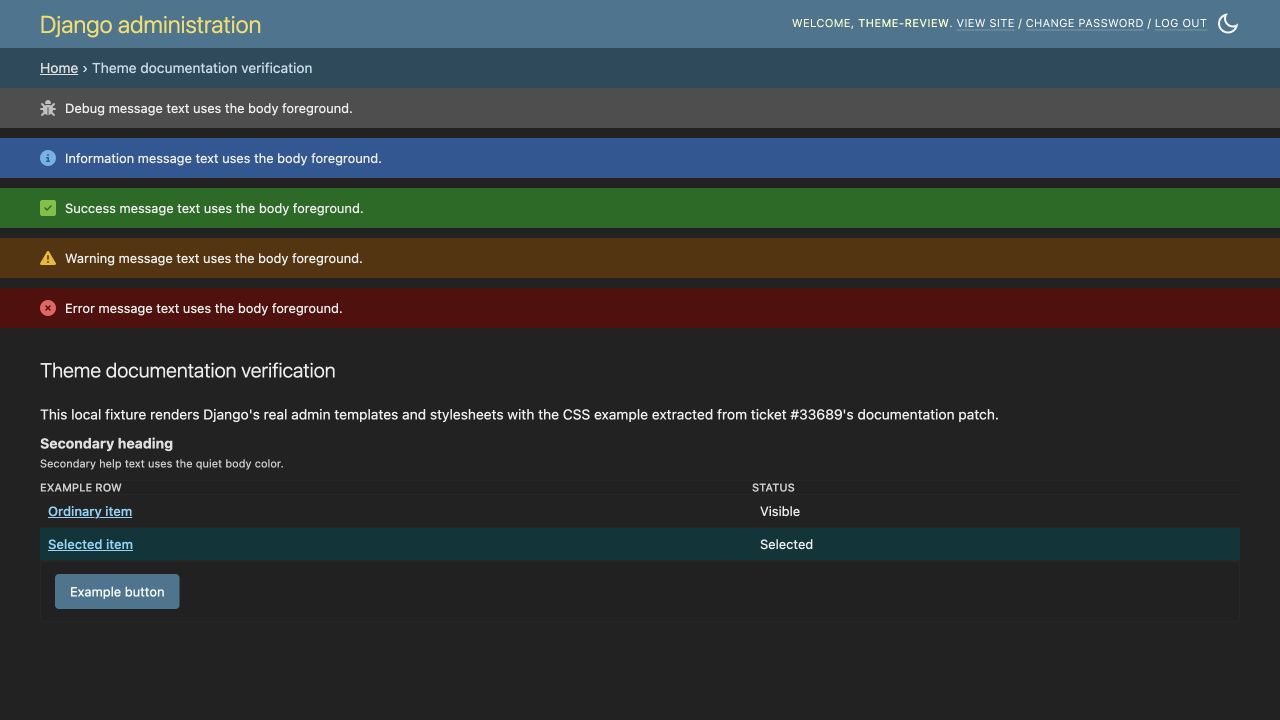 Django administration
WELCOME, THEME-REVIEW. VIEW SITE / CHANGE PASSWORD / LOG OUT
Home › Theme documentation verification
Debug message text uses the body foreground.
Information message text uses the body foreground.
Success message text uses the body foreground.
Warning message text uses the body foreground.
Error message text uses the body foreground.
Theme documentation verification
This local fixture renders Django's real admin templates and stylesheets with the CSS example extracted from ticket #33689's documentation patch.
Secondary heading
Secondary help text uses the quiet body color.
EXAMPLE ROW STATUS
Ordinary item Visible
Selected item Selected
Example button